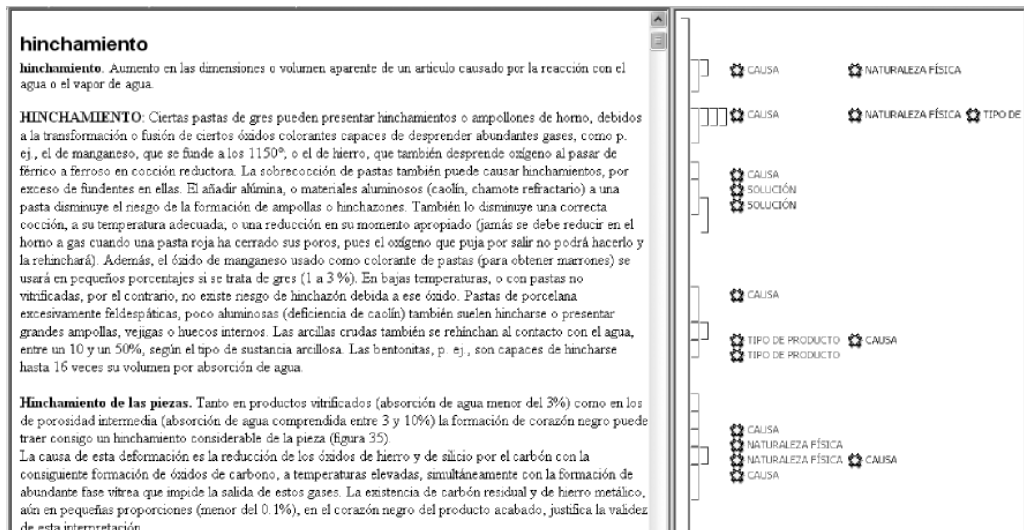 hinchamiento
hinchamiento. Aumento en las dimensiones o volumen aparente de un articulo causado por la reacción con el
agua o el vapor de agua.
HINCHAMIENTO: Ciertas pastas de gres pueden presentar hinchamientos o ampollones de horno, debidos
a la transformación o fusión de ciertos óxidos colorantes capaces de desprender abundantes gases, como p.
ej., el de manganeso, que se funde a los 1150°, o el de hierro, que también desprende oxígeno al pasar de
férrico a ferroso en cocción reductora. La sobrecocción de pastas también puede causar hinchamientos, por
exceso de fundentes en ellas. El añadir alúmina, o materiales aluminosos (caolín, chamote refractario) a una
pasta disminuye el riesgo de la formación de ampollas o hinchazones. También lo disminuye una correcta
cocción, a su temperatura adecuada, o una reducción en su momento apropiado (jamás se debe reducir en el
horno a gas cuando una pasta roja ha cerrado sus poros, pues el oxígeno que puja por salir no podrá hacerlo y
la rehinchará). Además, el óxido de manganeso usado como colorante de pastas (para obtener marrones) se
usará en pequeños porcentajes si se trata de gres (1 a 3 %). En bajas temperaturas, o con pastas no
vitrificadas, por el contrario, no existe riesgo de hinchazón debida a ese óxido. Pastas de porcelana
excesivamente feldespáticas, poco aluminosas (deficiencia de caolín) también suelen hincharse o presentar
grandes ampollas, vejigas o huecos internos. Las arcillas crudas también se rehinchan al contacto con el agua,
entre un 10 y un 50%, según el tipo de sustancia arcillosa. Las bentonitas, p. ej., son capaces de hincharse
hasta 16 veces su volumen por absorción de agua.
Hinchamiento de las piezas. Tanto en productos vitrificados (absorción de agua menor del 3%) como en los
de porosidad intermedia (absorción de agua comprendida entre 3 y 10%) la formación de corazón negro puede
traer consigo un hinchamiento considerable de la pieza (figura 35).
La causa de esta deformación es la reducción de los óxidos de hierro y de silicio por el carbón con la
consiguiente formación de óxidos de carbono, a temperaturas elevadas, simultáneamente con la formación de
abundante fase vítrea que impide la salida de estos gases. La existencia de carbón residual y de hierro metálico,
aún en pequeñas proporciones (menor del 0.1%), en el corazón negro del producto acabado, justifica la validez
de esta interpretación
CAUSA NATURALEZA FÍSICA
CAUSA NATURALEZA FÍSICA TIPO DE
CAUSA
SOLUCIÓN
SOLUCIÓN
CAUSA
TIPO DE PRODUCTO CAUSA
TIPO DE PRODUCTO
CAUSA
NATURALEZA FÍSICA
NATURALEZA FÍSICA CAUSA
CAUSA